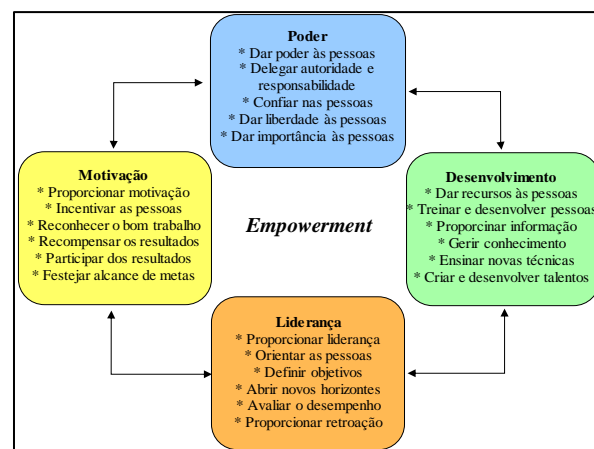 Poder
* Dar poder às pessoas
* Delegar autoridade e
responsabilidade
* Confiar nas pessoas
* Dar liberdade às pessoas
* Dar importância às pessoas
Motivação
* Proporcionar motivação
* Incentivar as pessoas
* Reconhecer o bom trabalho
* Recompensar os resultados
* Participar dos resultados
* Festejar alcance de metas
Empowerment
Desenvolvimento
* Dar recursos às pessoas
* Treinar e desenvolver pessoas
* Proporcinar informação
* Gerir conhecimento
* Ensinar novas técnicas
* Criar e desenvolver talentos
Liderança
* Proporcionar liderança
* Orientar as pessoas
* Definir objetivos
* Abrir novos horizontes
* Avaliar o desempenho
* Proporcionar retroação